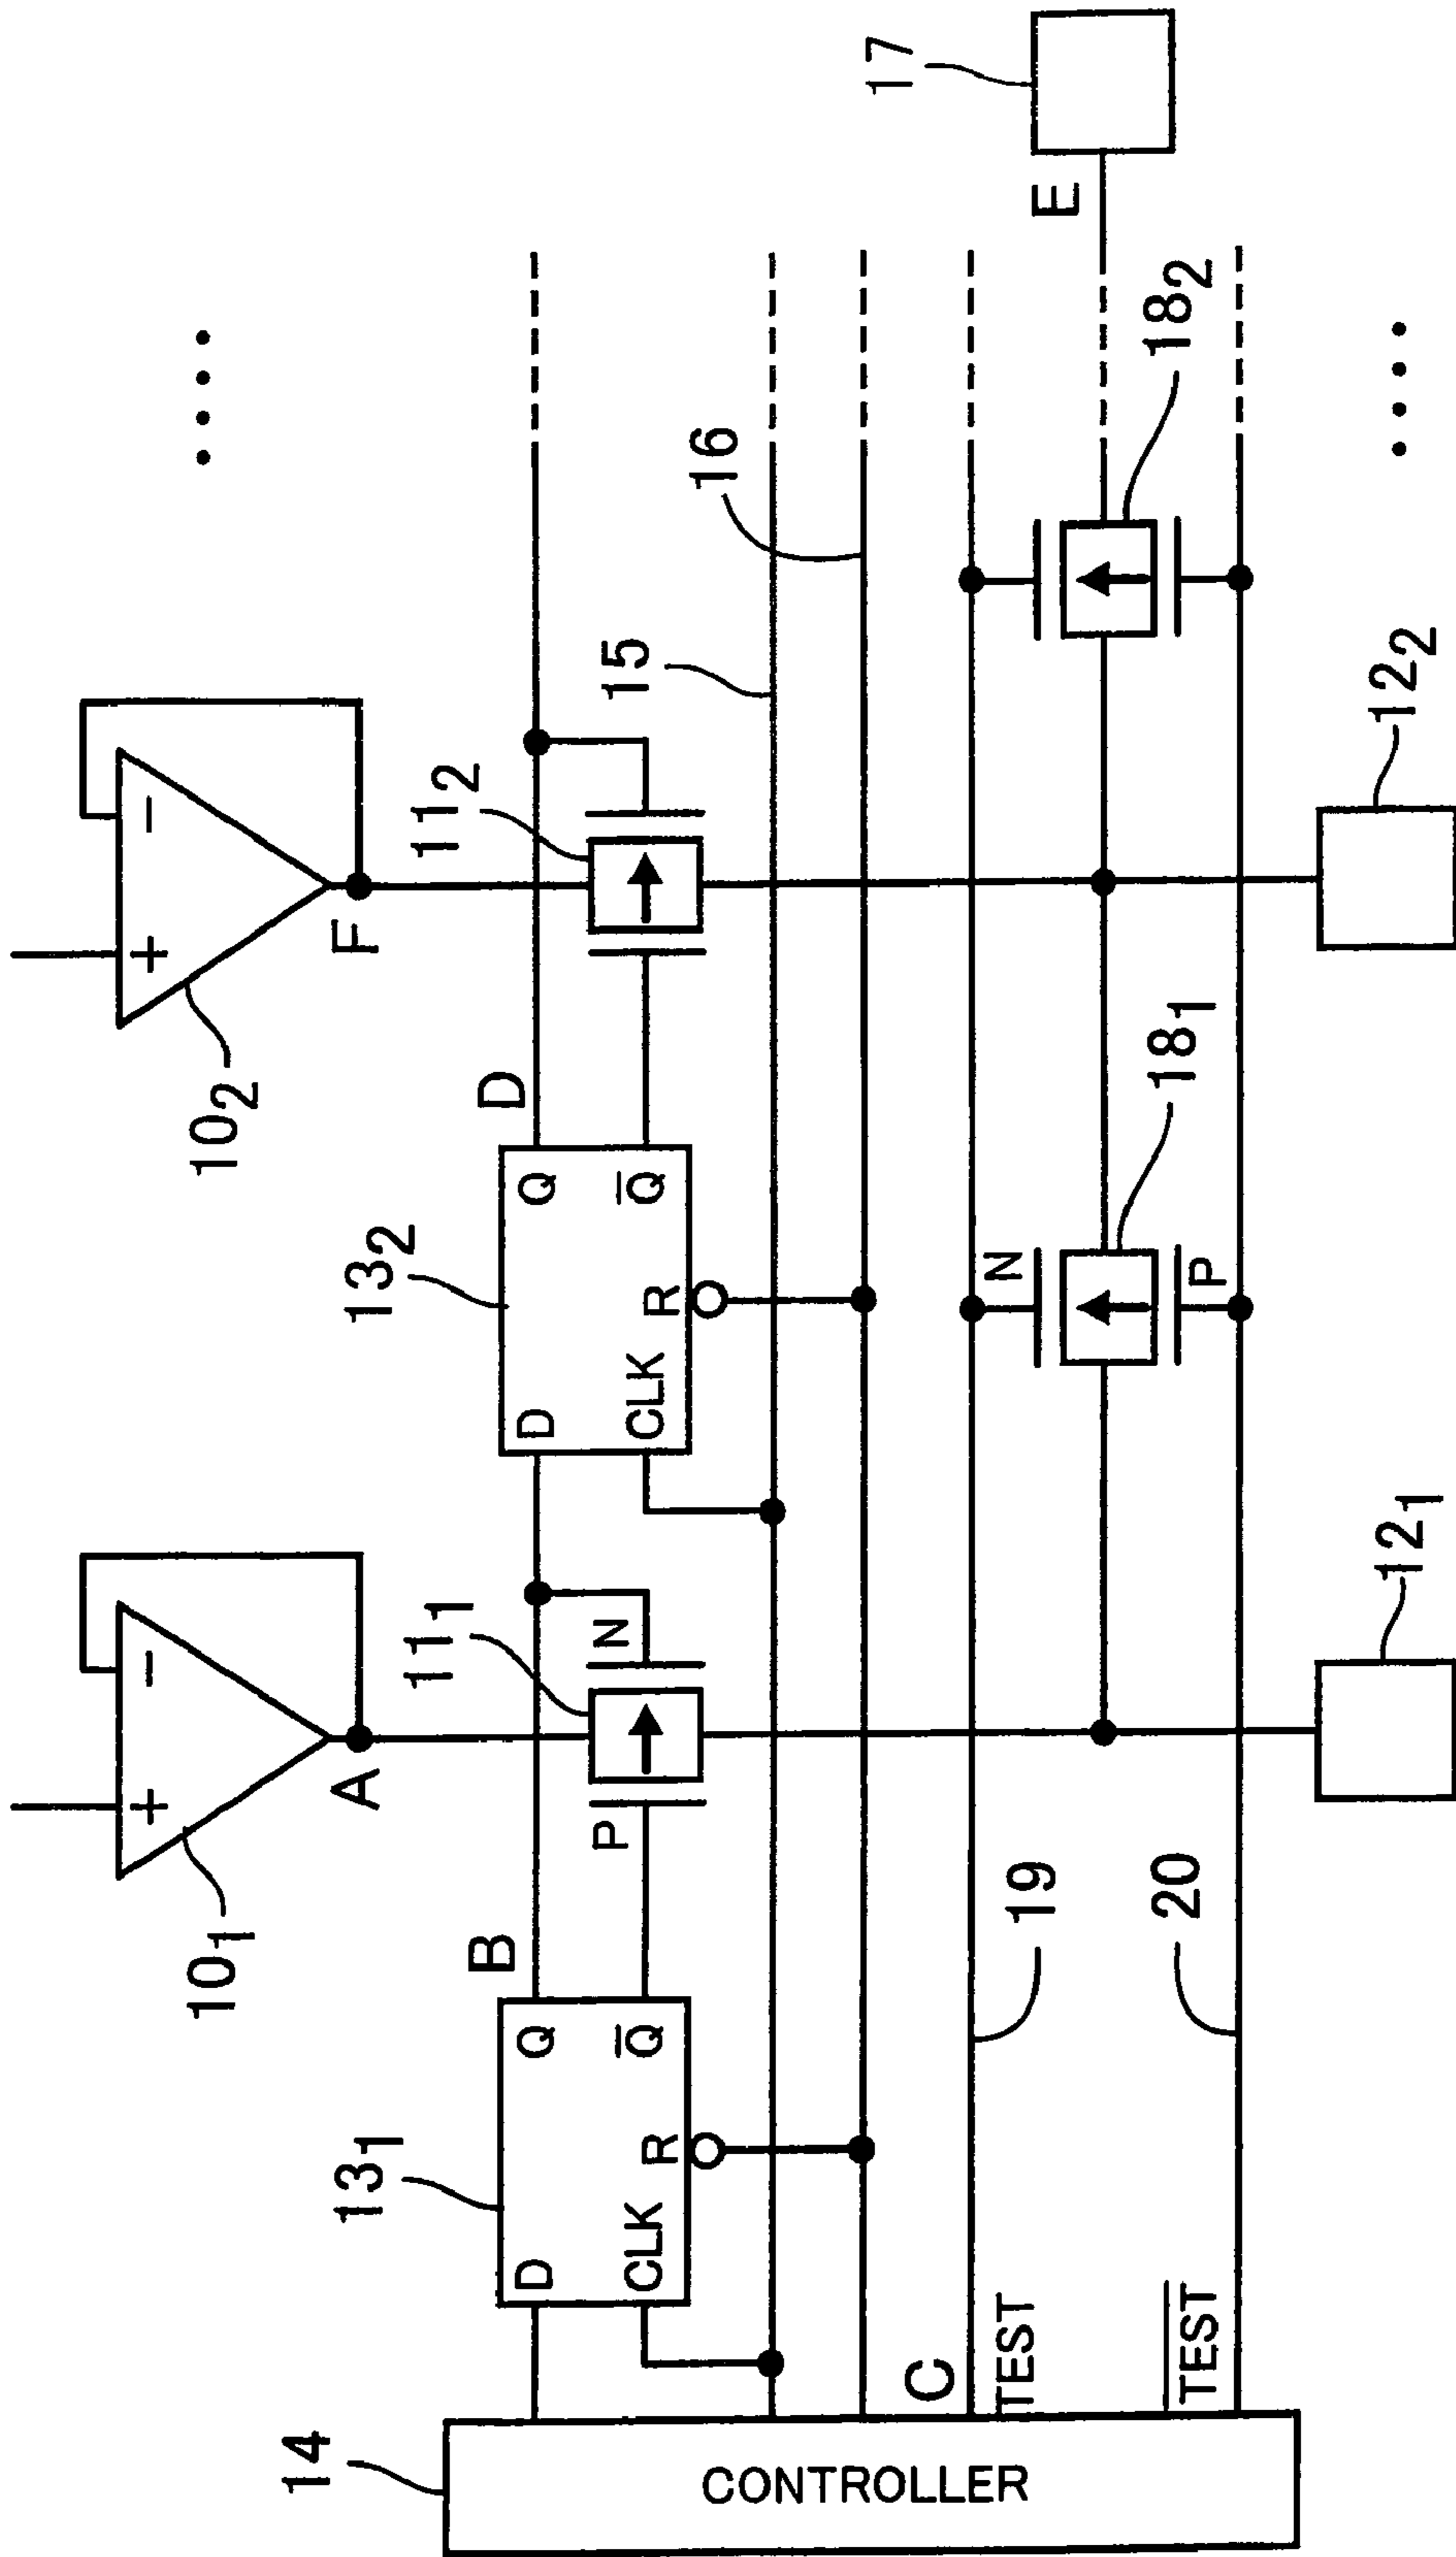 10₁
10₂
+
−
+
−
A
F
13₁
B
11₁
13₂
D
11₂
15
D
Q
N
D
Q
CLK
R
Q̅
P
CLK
R
Q̅
16
14
CONTROLLER
C
TEST
19
N
18₁
E
17
T̅E̅S̅T̅
20
P
18₂
12₁
12₂